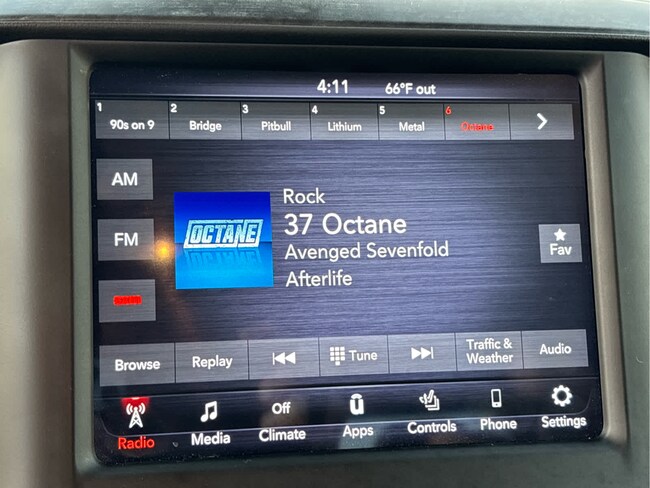 4:11 66°F out
1 2 3 4 5 6
90s on 9 Bridge Pitbull Lithium Metal Octane
AM
FM
OCTANE
Rock
37 Octane
Avenged Sevenfold
Afterlife
Fav
Browse Replay Tune Traffic & Weather Audio
Off
Radio Media Climate Apps Controls Phone Settings